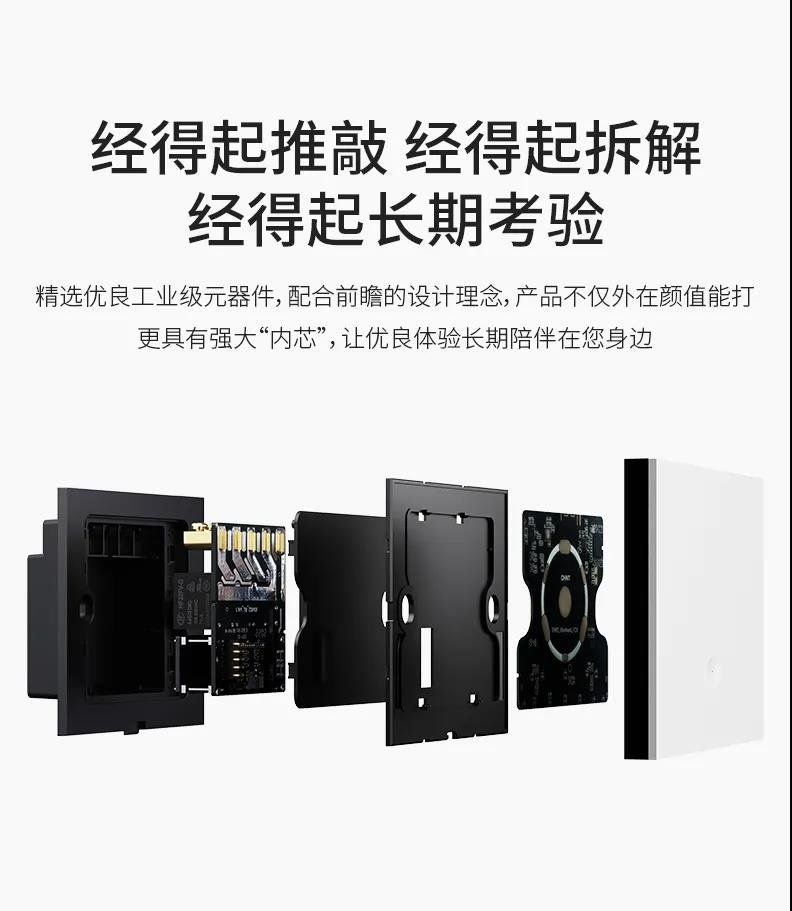 经得起推敲 经得起拆解
经得起长期考验
精选优良工业级元器件，配合前瞻的设计理念，产品不仅外在颜值能打
更具有强大“内芯”，让优良体验长期陪伴在您身边
CHNT